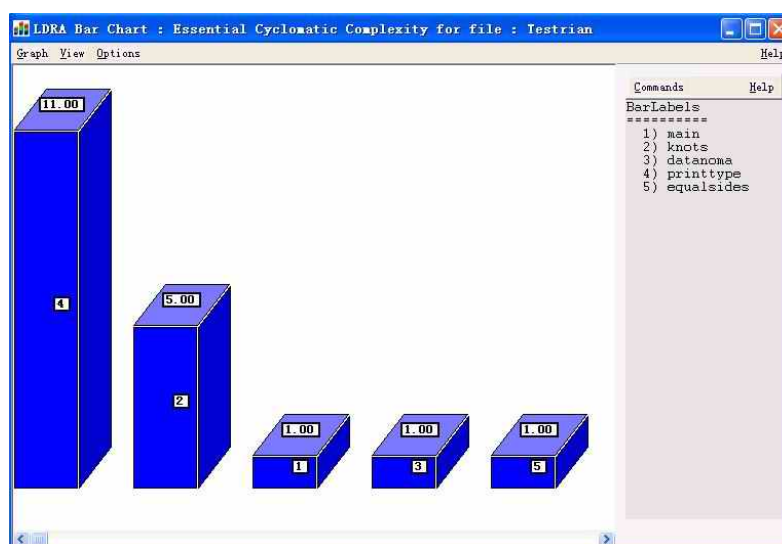 LDRA Bar Chart : Essential Cyclomatic Complexity for file : Testrian
Graph View Options Help
Commands Help
BarLabels
==========
1) main
2) knots
3) datanoma
4) printtype
5) equalsides
11.00
4
5.00
2
1.00
1
1.00
3
1.00
5